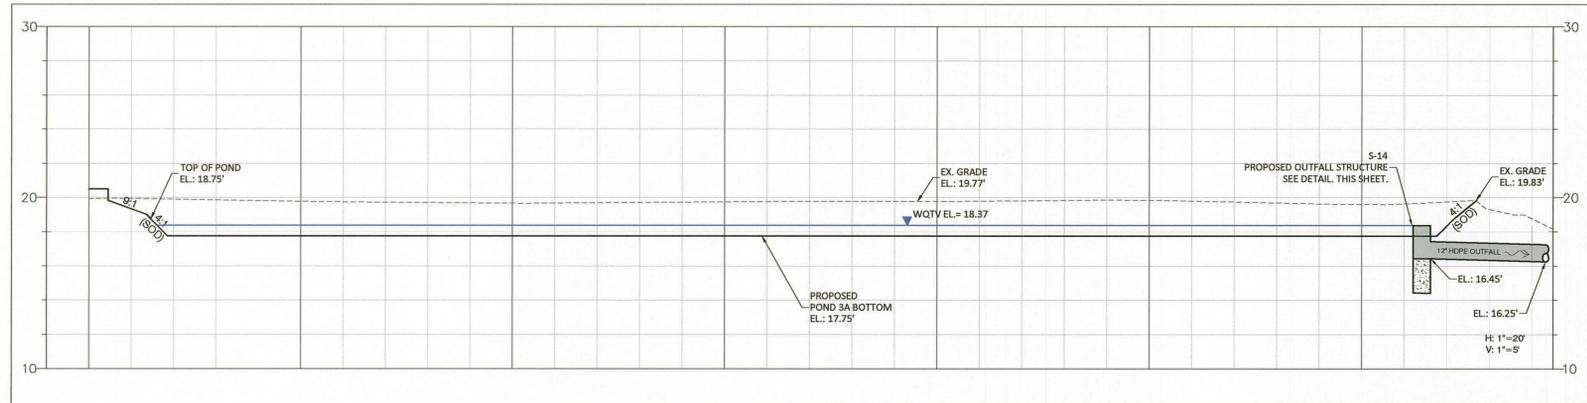 30
30
S-14
PROPOSED OUTFALL STRUCTURE
SEE DETAIL. THIS SHEET.
TOP OF POND
EL.: 18.75'
EX. GRADE
EL.: 19.77'
EX. GRADE
EL.: 19.83'
20
20
9:1
4:1
(SOD)
WQTV EL.= 18.37
4:1
(SOD)
12" HDPE OUTFALL
EL.: 16.45'
PROPOSED
POND 3A BOTTOM
EL.: 17.75'
EL.: 16.25'
H: 1"=20'
V: 1"=5'
10
10